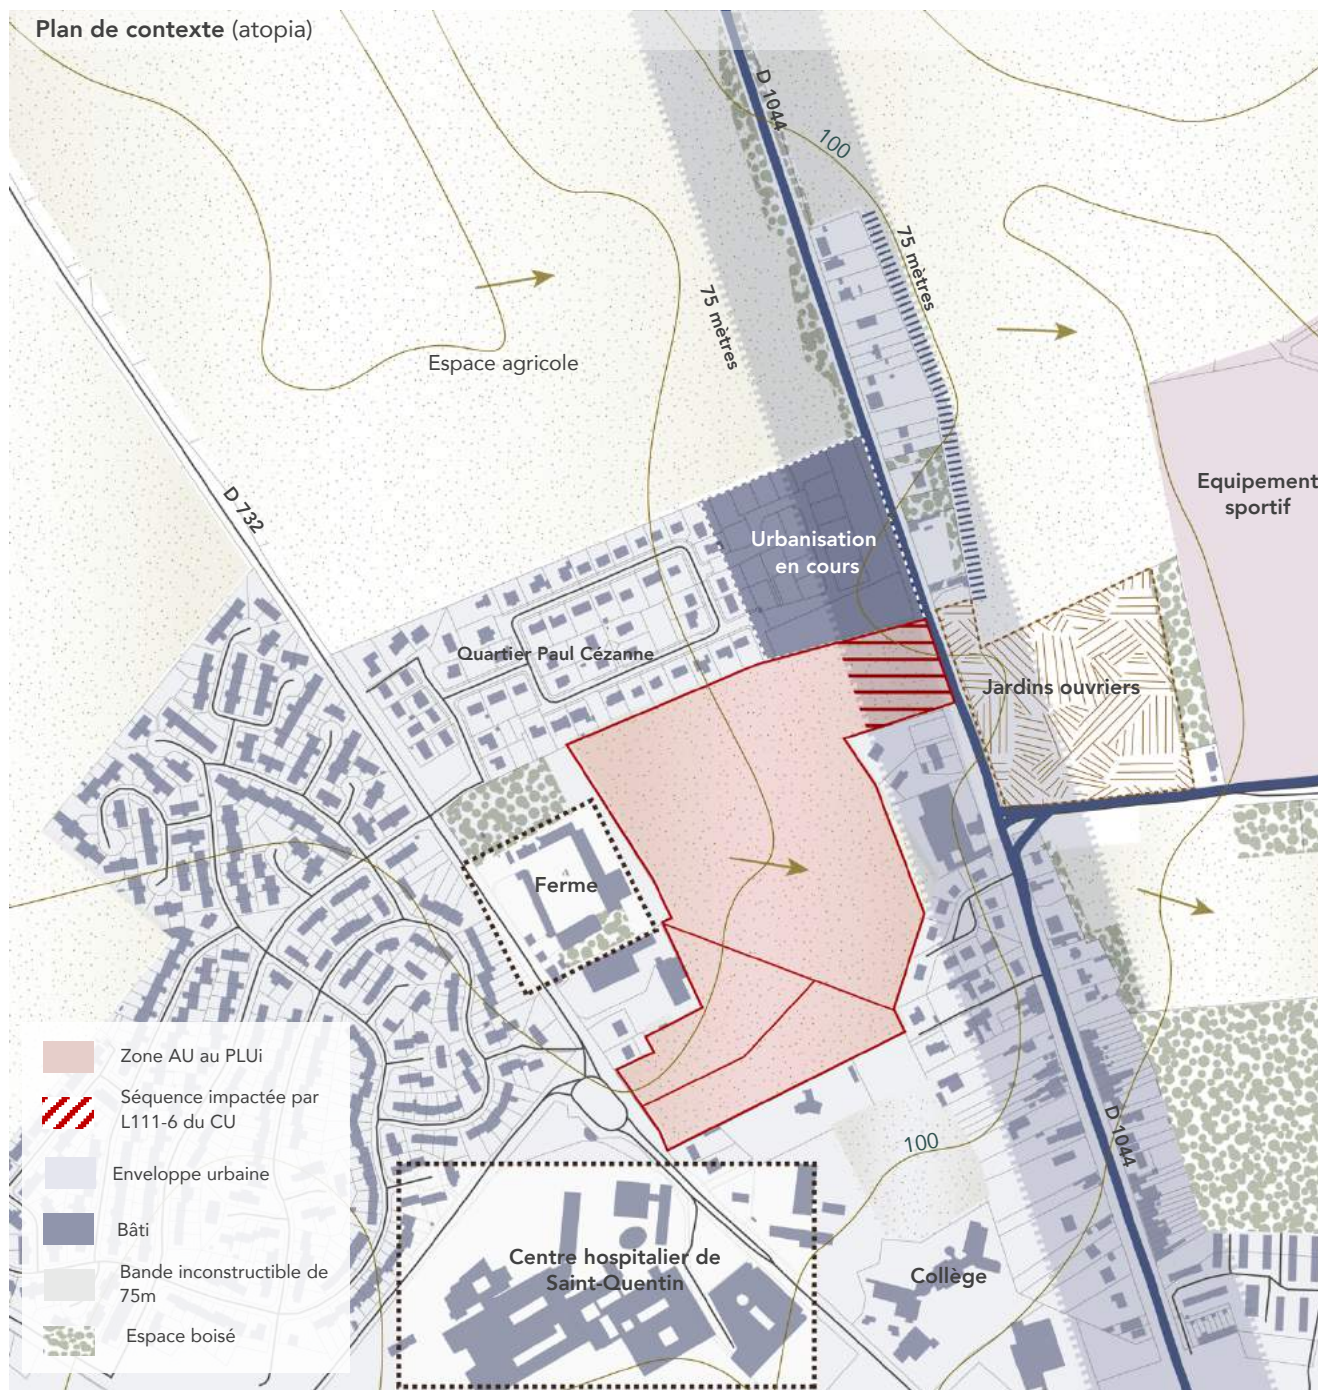 Plan de contexte (atopia)
D 1044
100
75 mètres
75 mètres
Espace agricole
D 732
Equipement
sportif
Urbanisation
en cours
Quartier Paul Cézanne
Jardins ouvriers
Ferme
Zone AU au PLUi
Séquence impactée par
L111-6 du CU
Enveloppe urbaine
Bâti
Bande inconstructible de
75m
Espace boisé
100
D 1044
Centre hospitalier de
Saint-Quentin
Collège